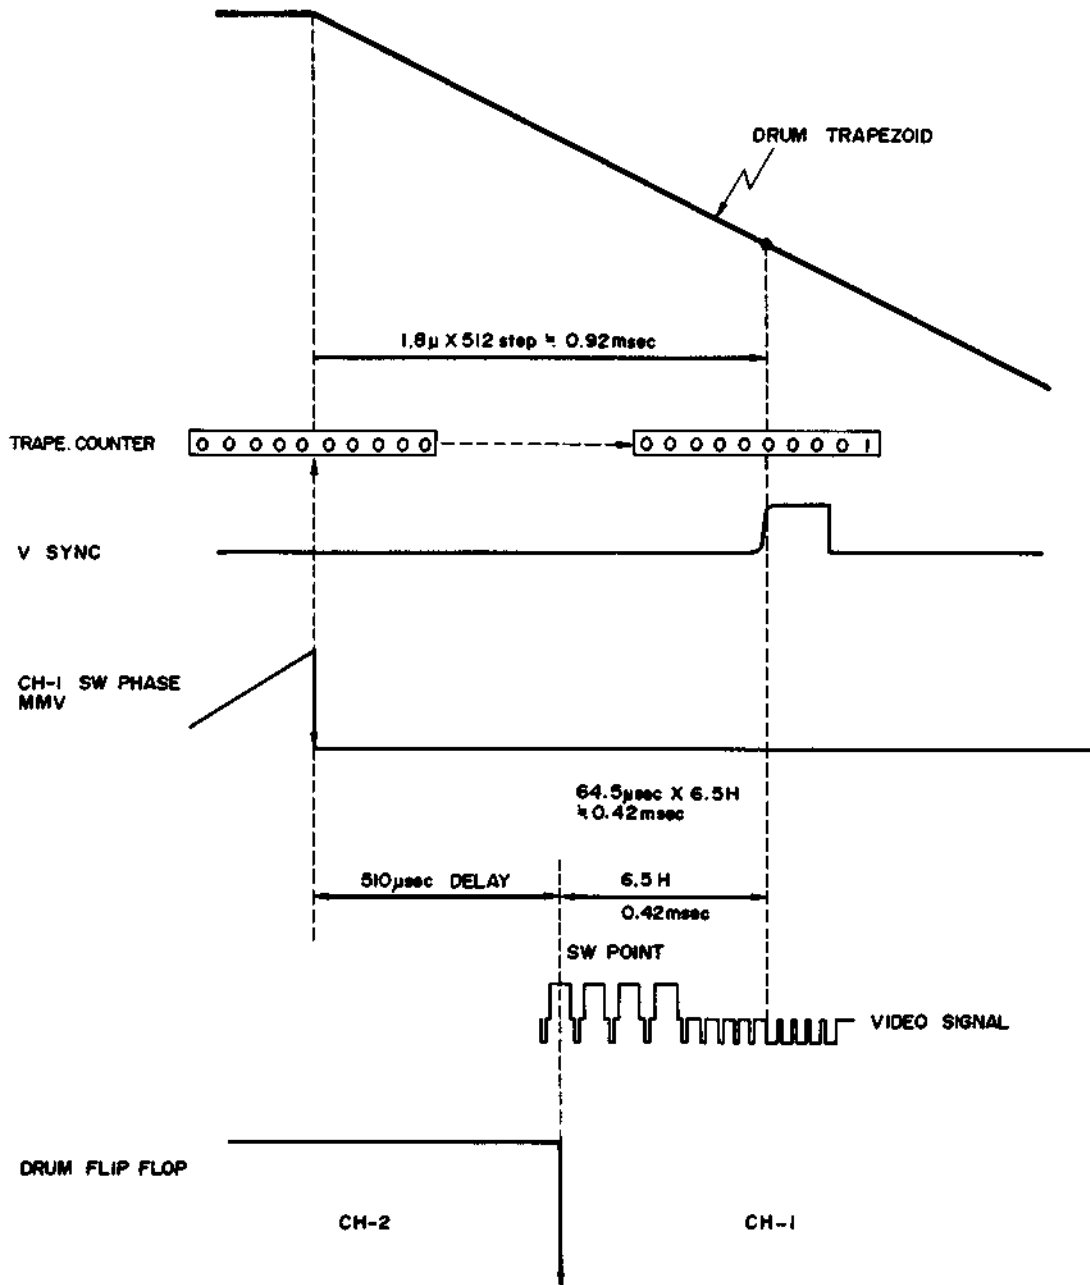 DRUM TRAPEZOID
1.8μ X 512 step ≒ 0.92msec
TRAPE. COUNTER
0 0 0 0 0 0 0 0 0 0
0 0 0 0 0 0 0 0 0 1
V SYNC
CH-1 SW PHASE
MMV
64.5μsec X 6.5H
≒0.42msec
510μsec DELAY
6.5 H
0.42msec
SW POINT
VIDEO SIGNAL
DRUM FLIP FLOP
CH-2
CH-1